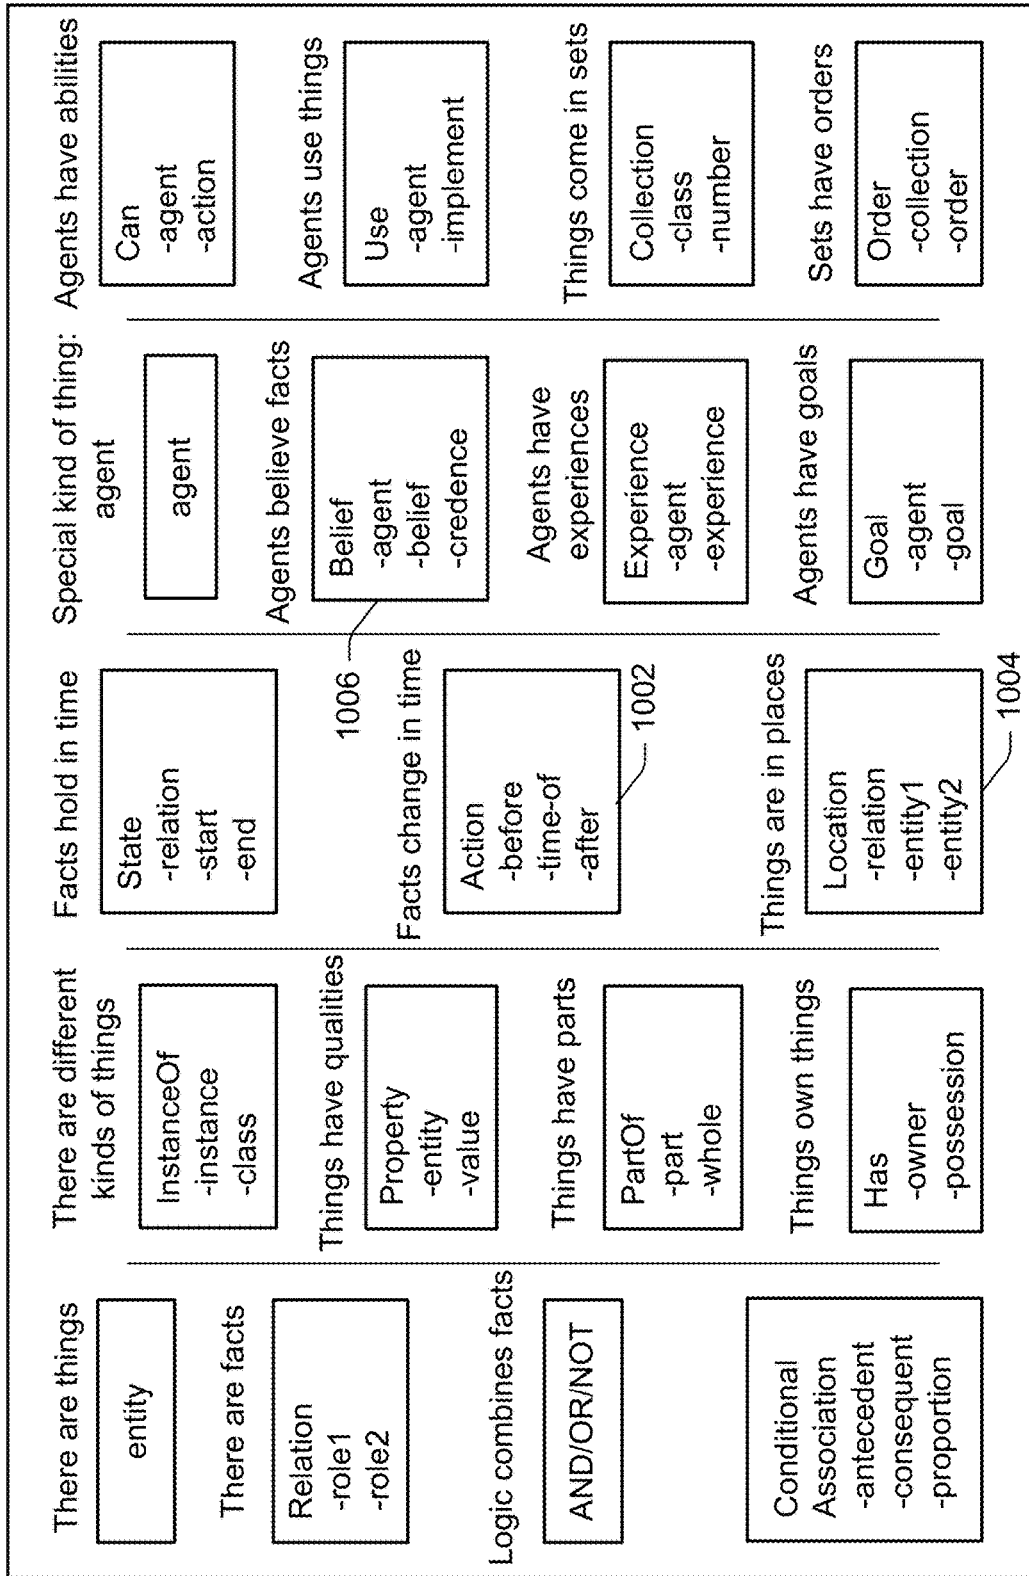 There are things
entity
There are facts
Relation
-role1
-role2
Logic combines facts
AND/OR/NOT
Conditional
Association
-antecedent
-consequent
-proportion
There are different
kinds of things
InstanceOf
-instance
-class
Things have qualities
Property
-entity
-value
Things have parts
PartOf
-part
-whole
Things own things
Has
-owner
-possession
Facts hold in time
State
-relation
-start
-end
Facts change in time
Action
-before
-time-of
-after
1002
Things are in places
Location
-relation
-entity1
-entity2
1004
Special kind of thing:
agent
agent
Agents believe facts
Belief
-agent
-belief
-credence
1006
Agents have
experiences
Experience
-agent
-experience
Agents have goals
Goal
-agent
-goal
Agents have abilities
Can
-agent
-action
Agents use things
Use
-agent
-implement
Things come in sets
Collection
-class
-number
Sets have orders
Order
-collection
-order